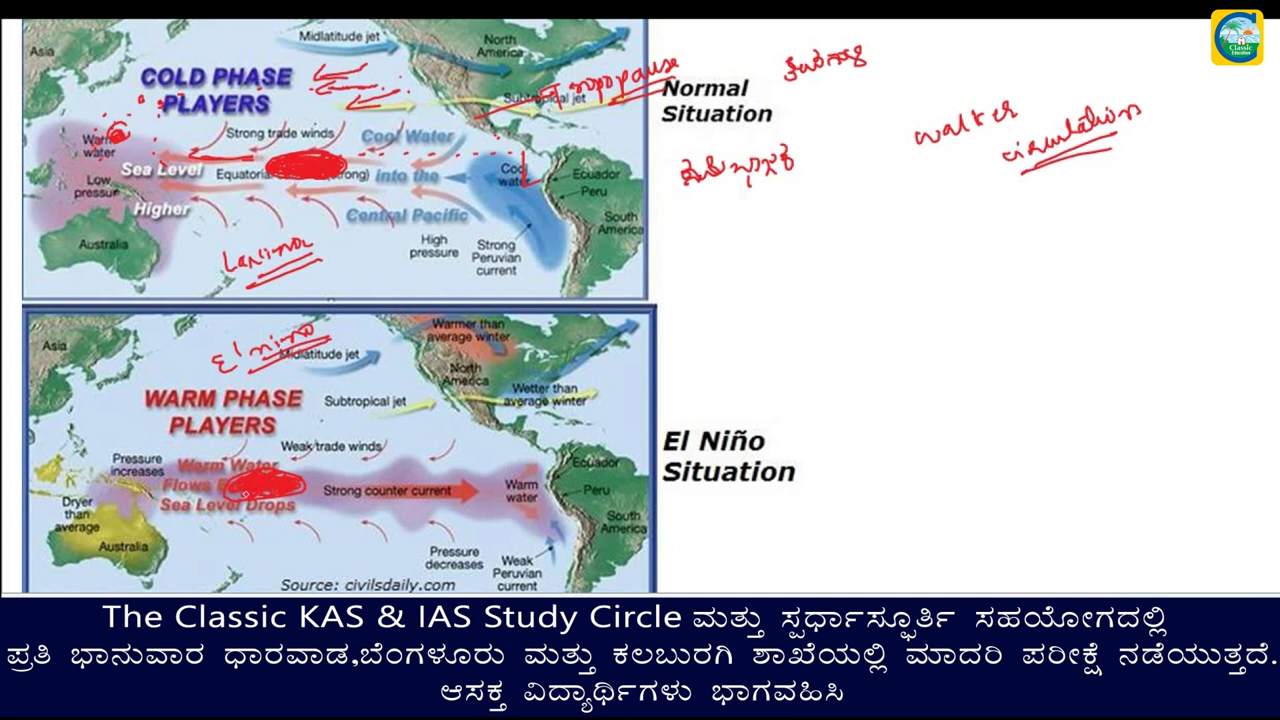 Classic
Education
Asia
Midlatitude jet
North
America
COLD PHASE
PLAYERS
Tropopause
Subtropical jet
Normal
Situation
walker
circulation
Strong trade winds
Cool Water
Warm
water
Sea Level
Equatorial
into the
Cool
water
Ecuador
Low
pressure
Peru
Higher
Central Pacific
South
America
Australia
High
pressure
Strong
Peruvian
current
Lanina
El nino
Asia
Midlatitude jet
Warmer than
average winter
North
America
WARM PHASE
PLAYERS
Subtropical jet
Wetter than
average winter
Weak trade winds
El Niño
Situation
Pressure
increases
Warm Water
Flows
Sea Level Drops
Strong counter current
Warm
water
Ecuador
Peru
Dryer
than
average
South
America
Australia
Pressure
decreases
Weak
Peruvian
current
Source: civilsdaily.com
The Classic KAS & IAS Study Circle ಮತ್ತು ಸ್ಪರ್ಧಾಸ್ಫೂರ್ತಿ ಸಹಯೋಗದಲ್ಲಿ
ಪ್ರತಿ ಭಾನುವಾರ ಧಾರವಾಡ,ಬೆಂಗಳೂರು ಮತ್ತು ಕಲಬುರಗಿ ಶಾಖೆಯಲ್ಲಿ ಮಾದರಿ ಪರೀಕ್ಷೆ ನಡೆಯುತ್ತದೆ.
ಆಸಕ್ತ ವಿದ್ಯಾರ್ಥಿಗಳು ಭಾಗವಹಿಸಿ